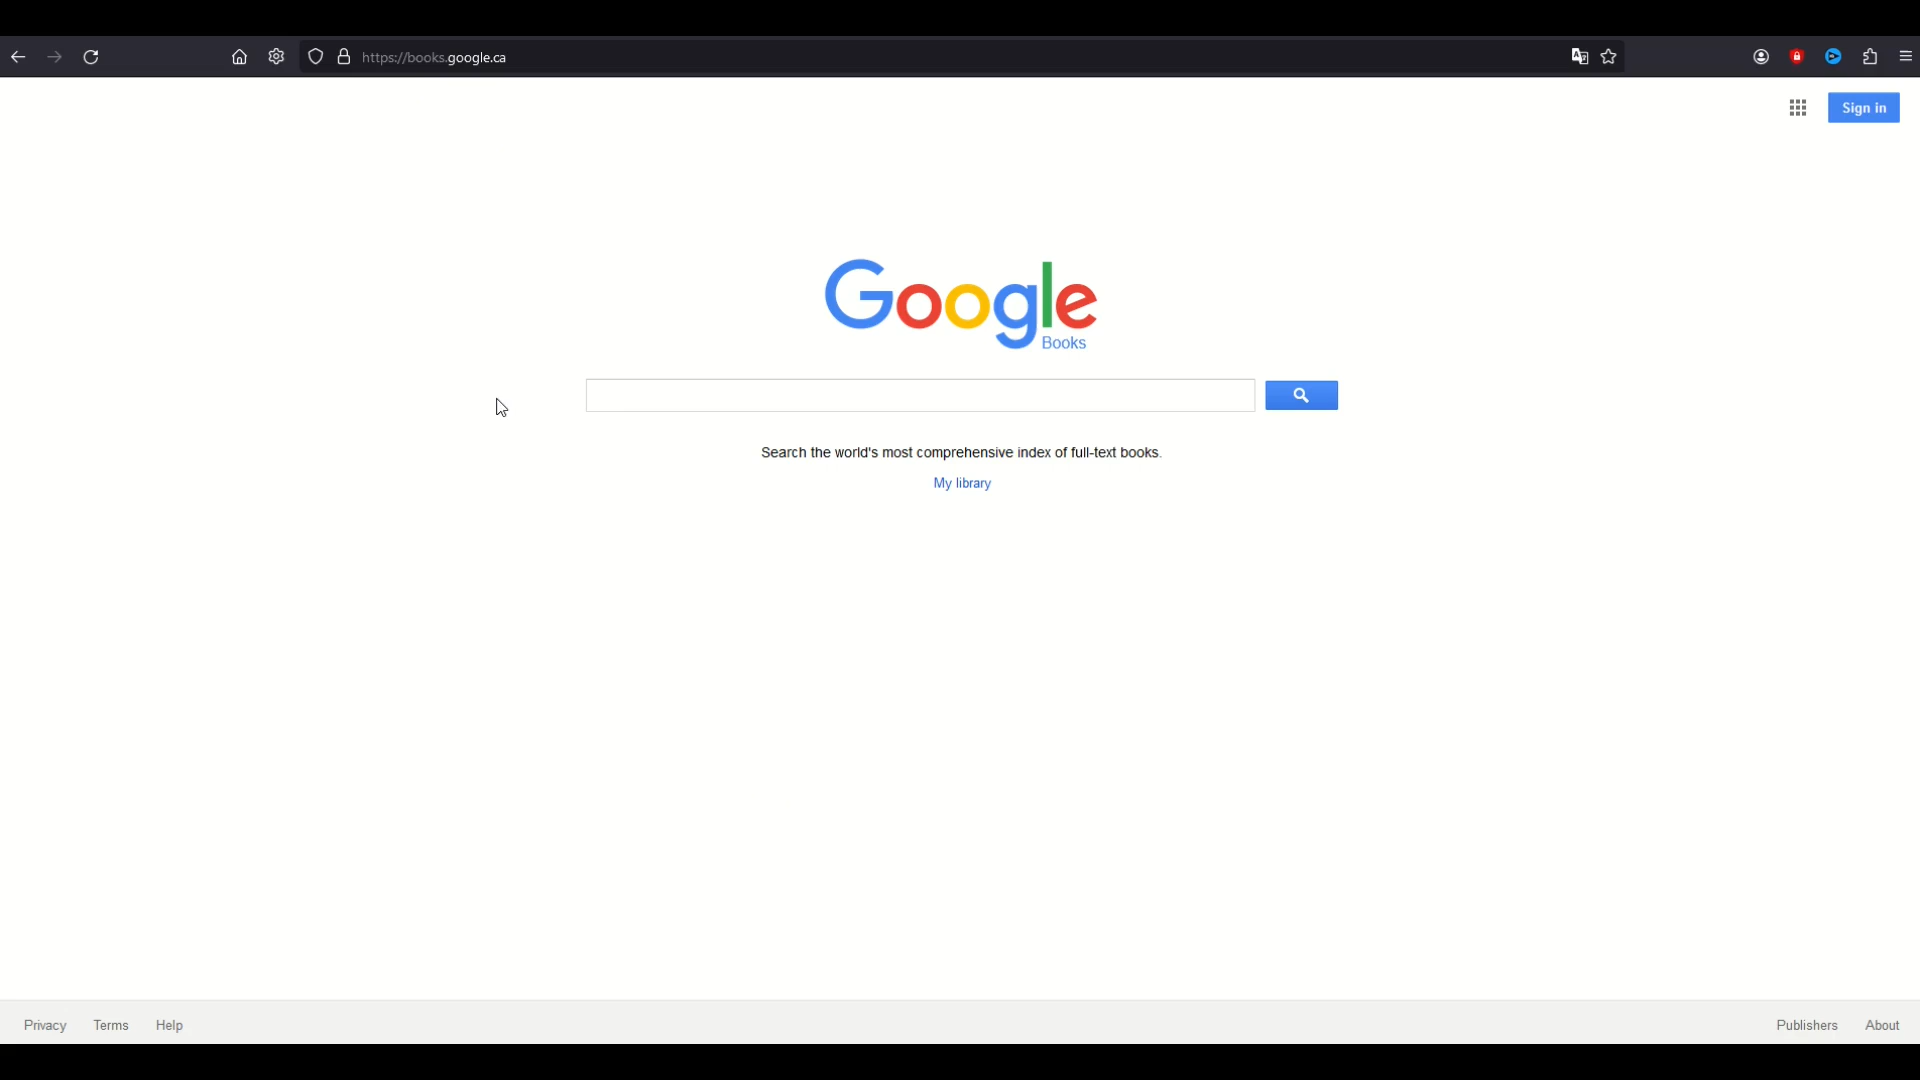 https://books.google.ca
Sign in
Google
Books
Search the world's most comprehensive index of full-text books.
My library
Privacy Terms Help Publishers About